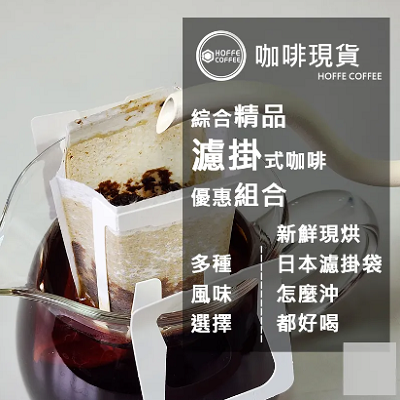 HOFFE COFFEE
咖啡現貨
HOFFE COFFEE
綜合精品
濾掛式咖啡
優惠組合
新鮮現烘
多種 日本濾掛袋
風味 怎麼沖
選擇 都好喝